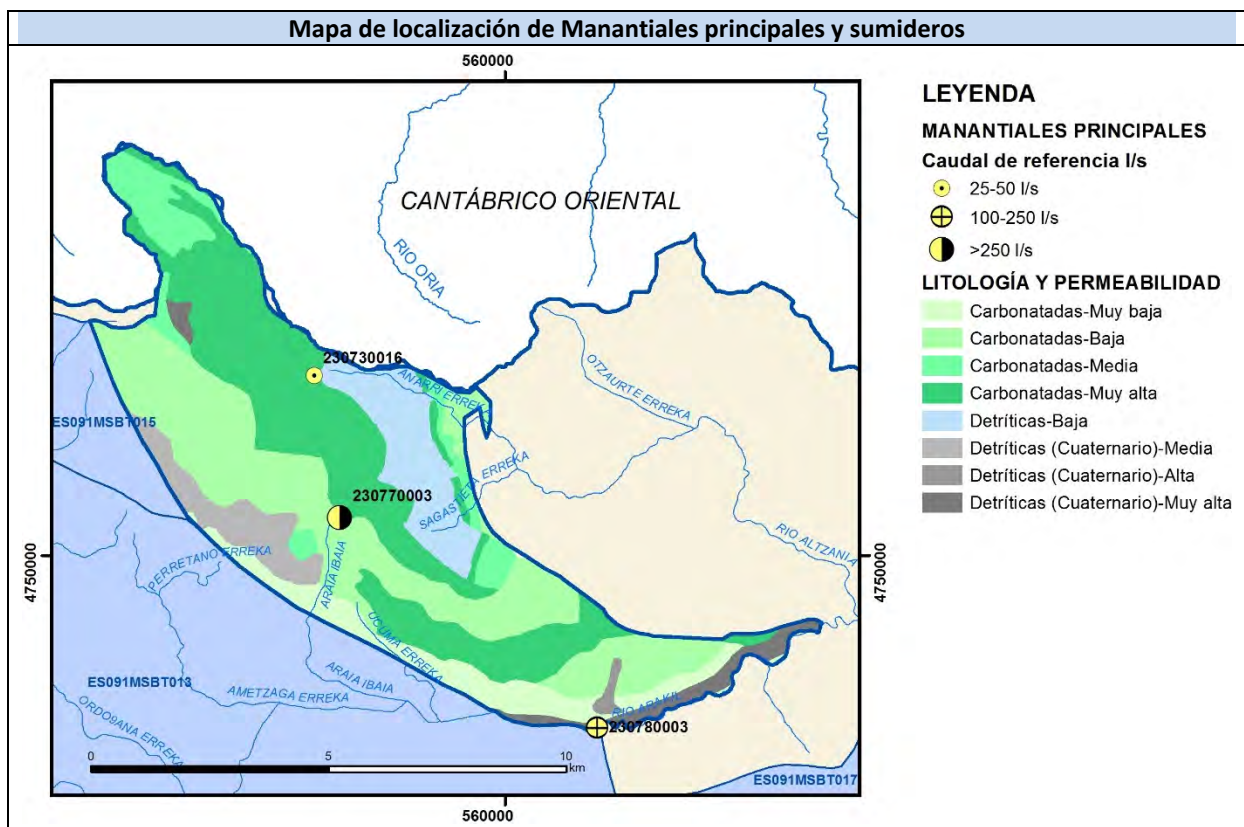 Mapa de localización de Manantiales principales y sumideros
560000
CANTÁBRICO ORIENTAL
RIO ORIA
230730016
AÑARRI ERREKA
OTZAURTE ERREKA
ES091MSBT015
SAGASTIETA ERREKA
230770003
RIO ALTZANIA
4750000
4750000
PERRETANO ERREKA
ARAIA IBAIA
UCUMA ERREKA
ARAIA IBAIA
ES091MSBT013
AMETZAGA ERREKA
RIO ARAKIL
230780003
ES091MSBT017
0
5
10
km
560000
LEYENDA
MANANTIALES PRINCIPALES
Caudal de referencia l/s
25-50 l/s
100-250 l/s
>250 l/s
LITOLOGÍA Y PERMEABILIDAD
Carbonatadas-Muy baja
Carbonatadas-Baja
Carbonatadas-Media
Carbonatadas-Muy alta
Detríticas-Baja
Detríticas (Cuaternario)-Media
Detríticas (Cuaternario)-Alta
Detríticas (Cuaternario)-Muy alta